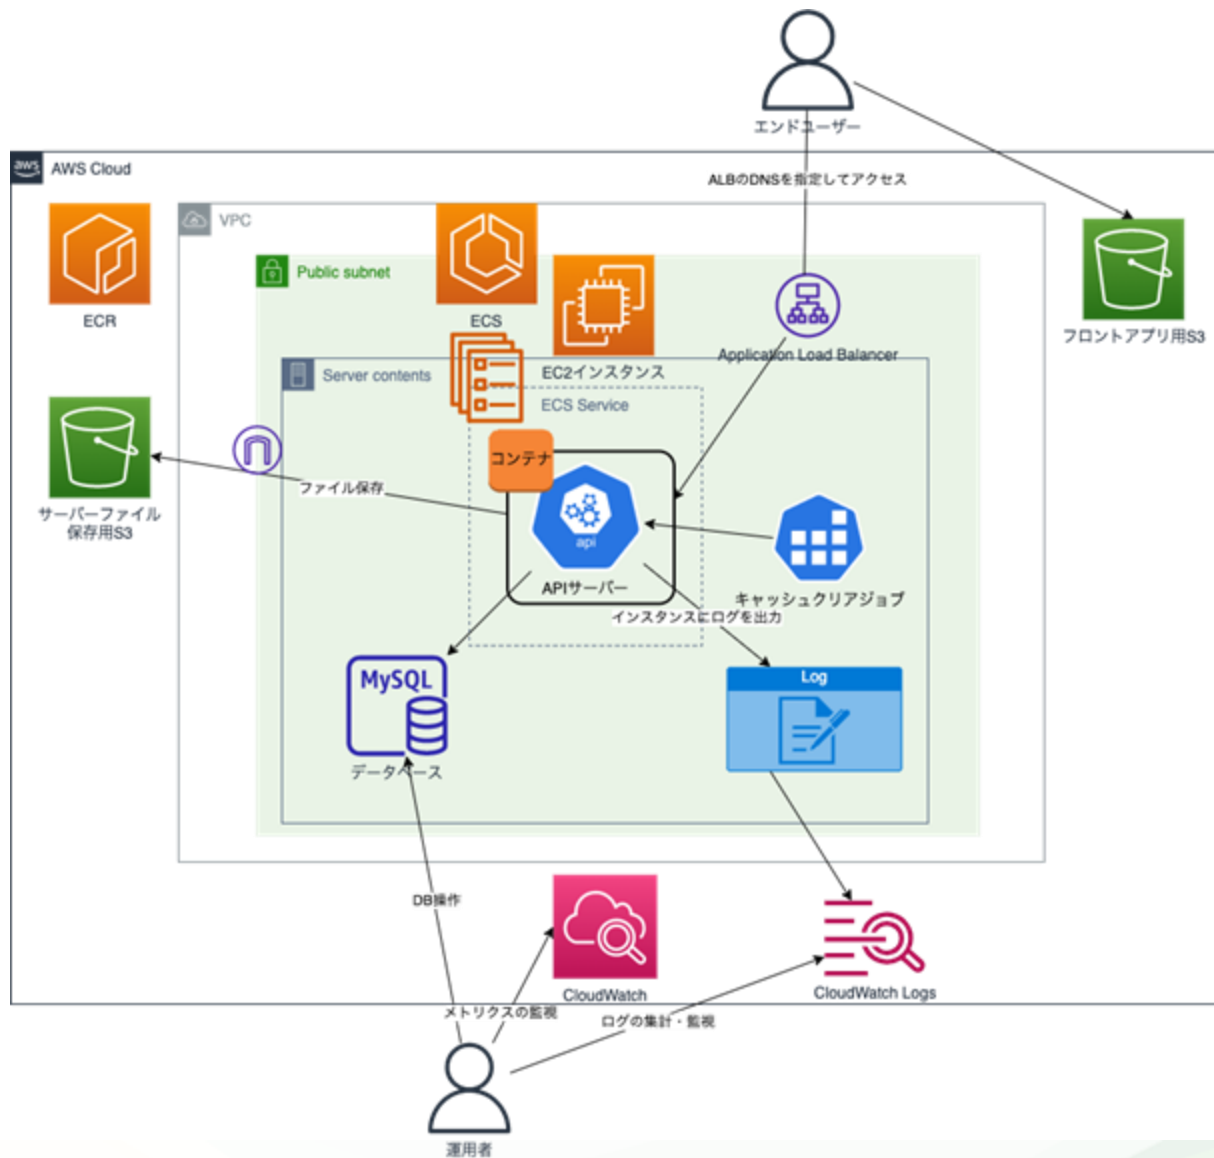 エンドユーザー
aws
AWS Cloud
ALBのDNSを指定してアクセス
VPC
Public subnet
ECR
ECS
EC2インスタンス
Application Load Balancer
フロントアプリ用S3
Server contents
ECS Service
コンテナ
サーバーファイル
保存用S3
ファイル保存
api
APIサーバー
キャッシュクリアジョブ
インスタンスにログを出力
MySQL
データベース
Log
DB操作
CloudWatch
CloudWatch Logs
メトリクスの監視
ログの集計・監視
運用者